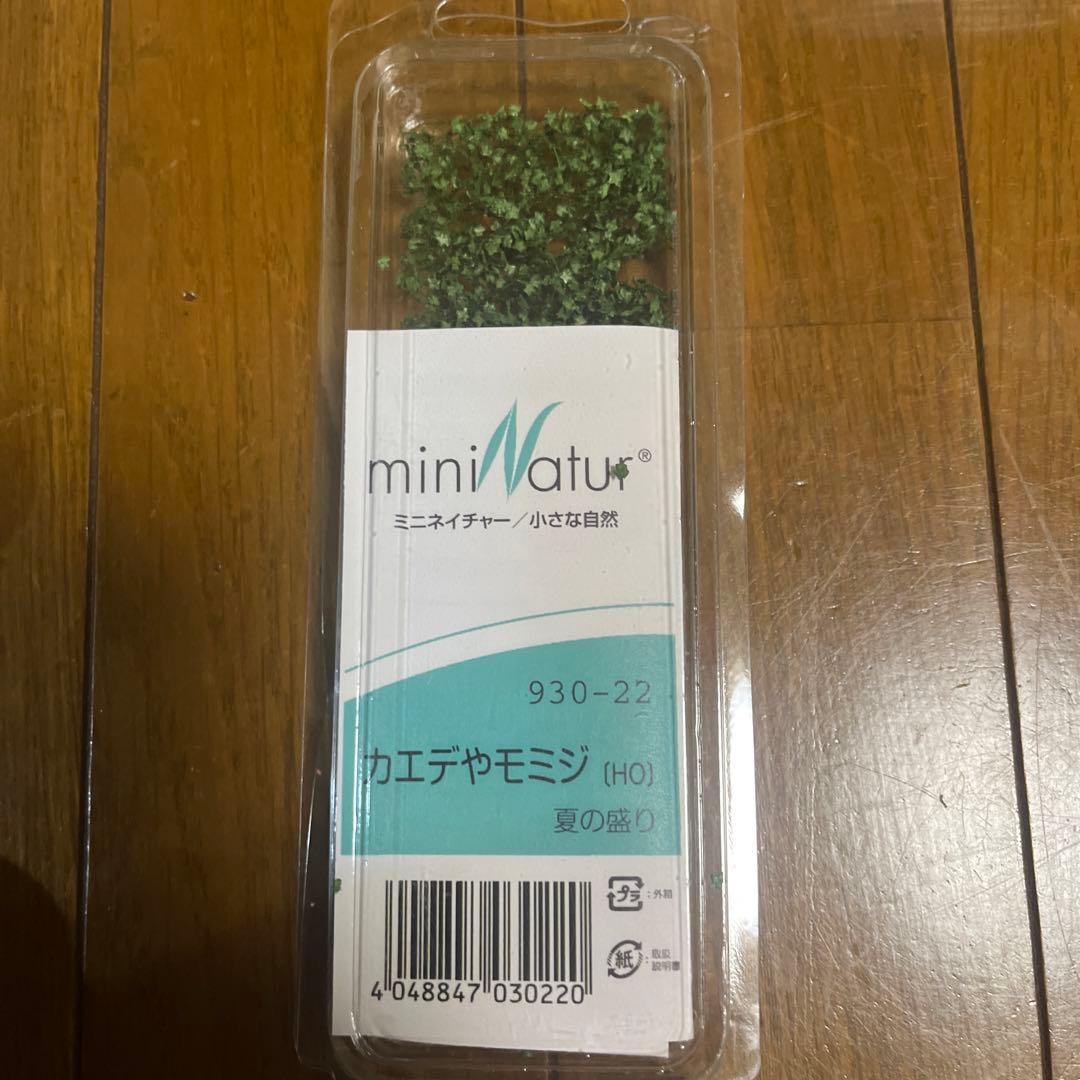 miniNatur®
ミニネイチャー／小さな自然
930-22
カエデやモミジ〔HO〕
夏の盛り
プラ：外箱
紙：取扱説明書
4 048847 030220